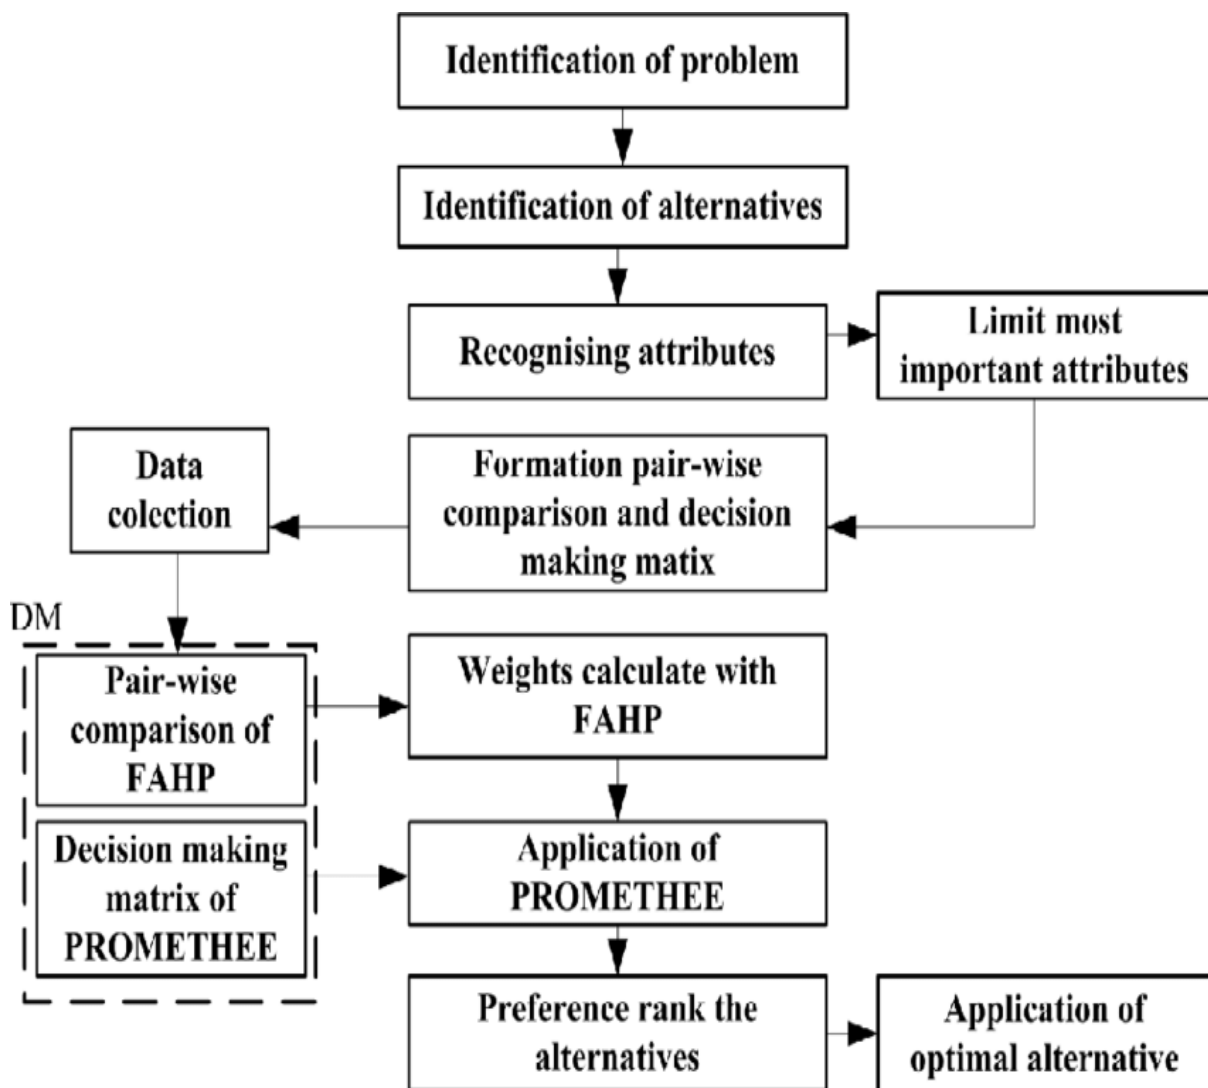 Identification of problem
Identification of alternatives
Recognising attributes
Limit most
important attributes
Formation pair-wise
comparison and decision
making matix
Data
colection
DM
Pair-wise
comparison of
FAHP
Weights calculate with
FAHP
Decision making
matrix of
PROMETHEE
Application of
PROMETHEE
Preference rank the
alternatives
Application of
optimal alternative